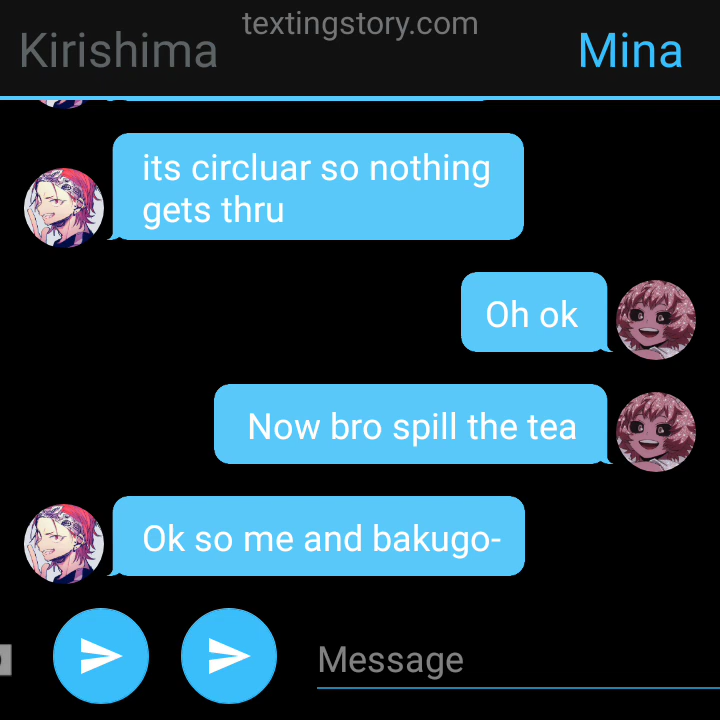 textingstory.com
Kirishima
Mina
its circluar so nothing
gets thru
Oh ok
Now bro spill the tea
Ok so me and bakugo-
Message